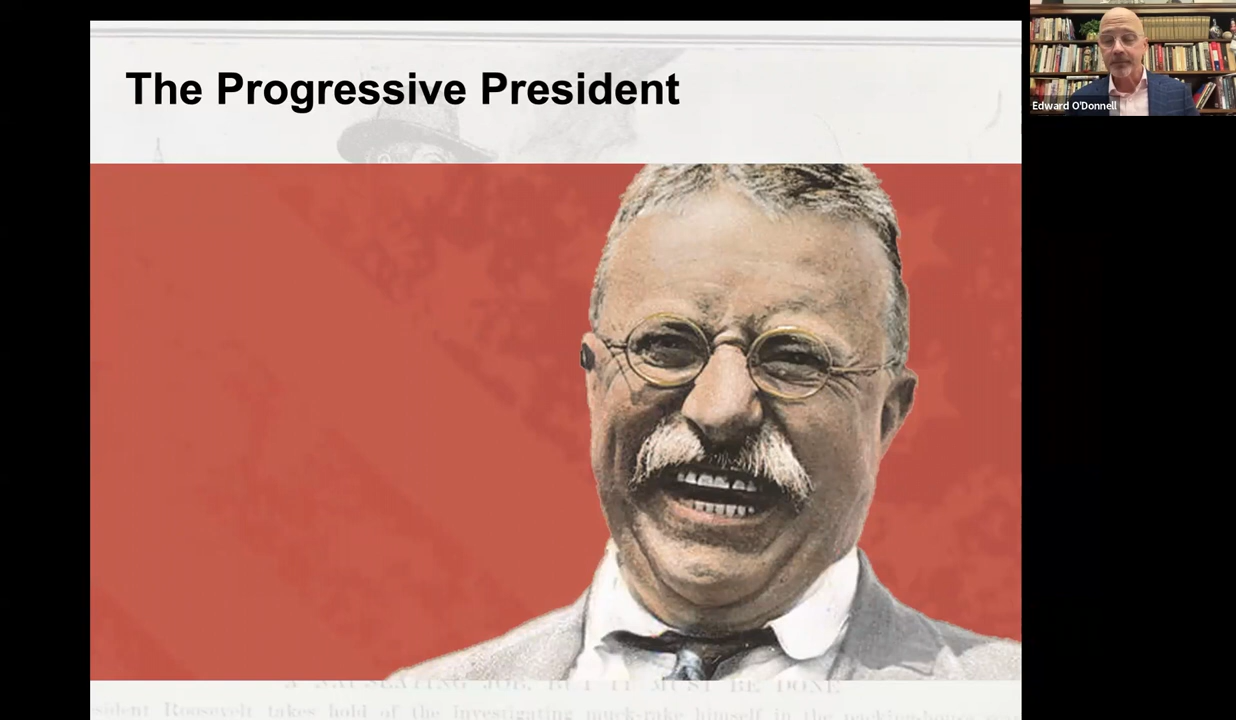 The Progressive President
Edward O'Donnell
A NAUSEATING JOB, BUT IT MUST BE DONE
Roosevelt takes hold of the investigating muck-rake himself in the packing-house